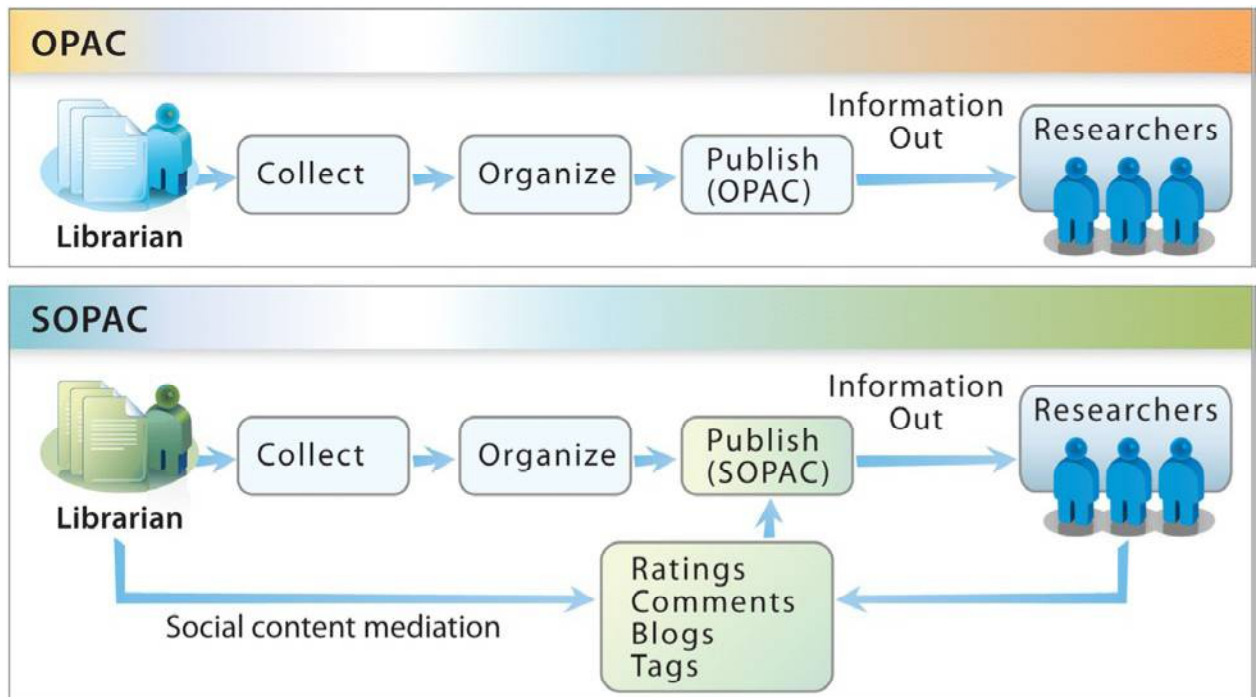 OPAC
Librarian
Collect
Organize
Publish
(OPAC)
Information
Out
Researchers
SOPAC
Librarian
Collect
Organize
Publish
(SOPAC)
Information
Out
Researchers
Social content mediation
Ratings
Comments
Blogs
Tags